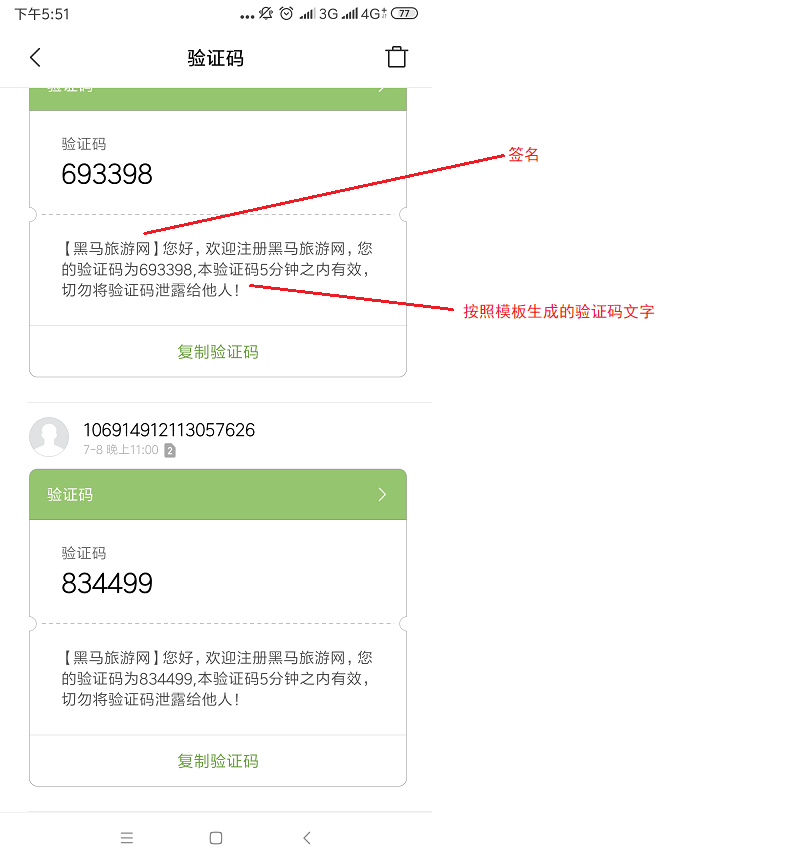 下午5:51
3G
4G+
77
验证码
验证码
验证码
693398
签名
【黑马旅游网】您好，欢迎注册黑马旅游网，您
的验证码为693398,本验证码5分钟之内有效，
切勿将验证码泄露给他人！
按照模板生成的验证码文字
复制验证码
106914912113057626
7-8 晚上11:00 2
验证码
验证码
834499
【黑马旅游网】您好，欢迎注册黑马旅游网，您
的验证码为834499,本验证码5分钟之内有效，
切勿将验证码泄露给他人！
复制验证码